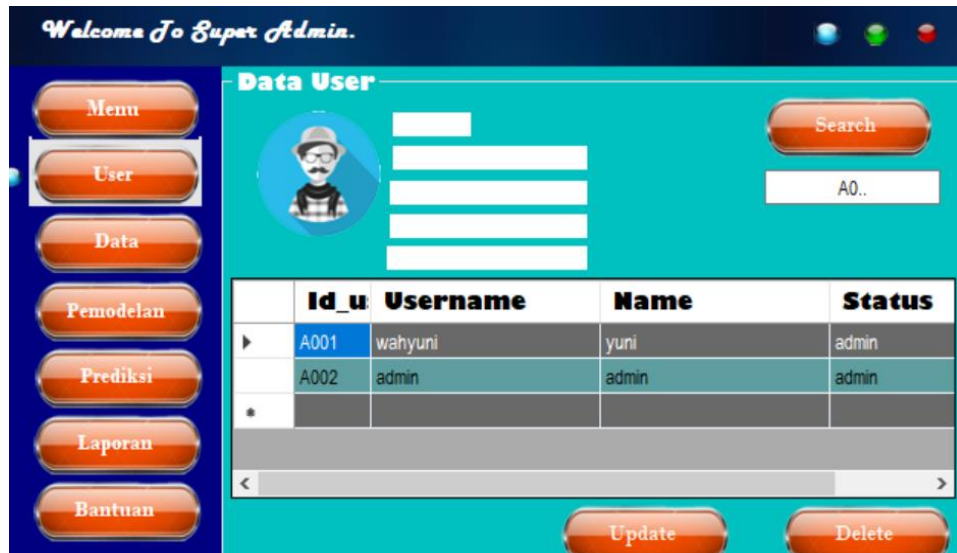 Welcome To Super Admin.
Menu
User
Data
Pemodelan
Prediksi
Laporan
Bantuan
Data User
Search
A0..
Id_u Username Name Status
A001 wahyuni yuni admin
A002 admin admin admin
Update Delete